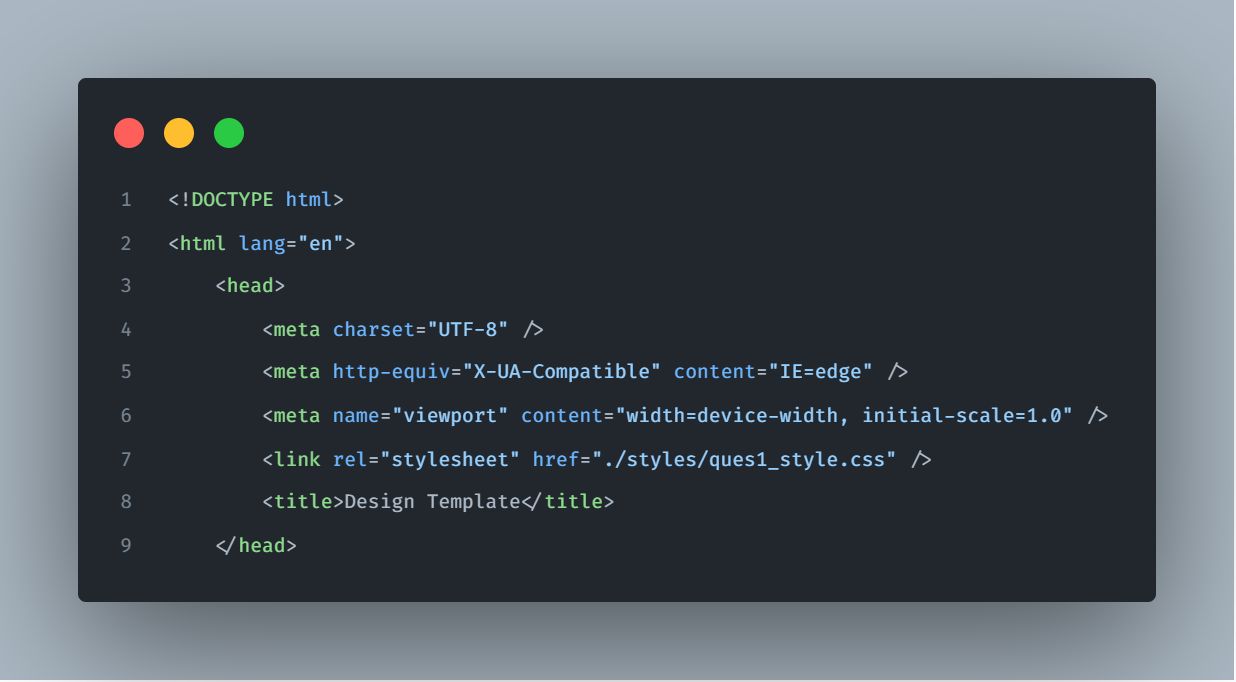 1 <!DOCTYPE html>
2 <html lang="en">
3     <head>
4         <meta charset="UTF-8" />
5         <meta http-equiv="X-UA-Compatible" content="IE=edge" />
6         <meta name="viewport" content="width=device-width, initial-scale=1.0" />
7         <link rel="stylesheet" href="./styles/ques1_style.css" />
8         <title>Design Template</title>
9     </head>